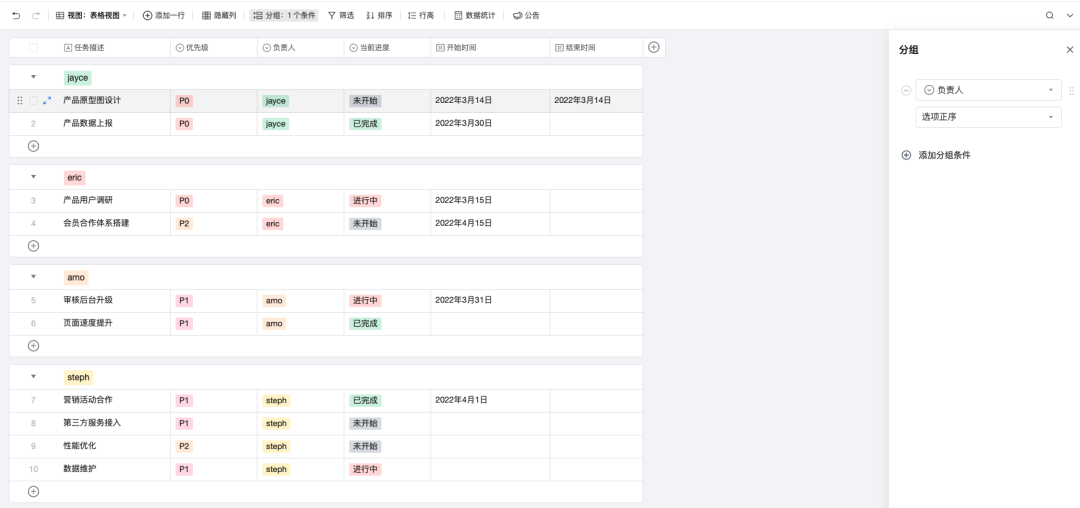 视图：表格视图 添加一行 隐藏列 分组：1个条件 筛选 排序 行高 数据统计 公告
任务描述 优先级 负责人 当前进度 开始时间 结束时间
jayce
产品原型图设计 P0 jayce 未开始 2022年3月14日 2022年3月14日
2 产品数据上报 P0 jayce 已完成 2022年3月30日
eric
3 产品用户调研 P0 eric 进行中 2022年3月15日
4 会员合作体系搭建 P2 eric 未开始 2022年4月15日
amo
5 审核后台升级 P1 amo 进行中 2022年3月31日
6 页面速度提升 P1 amo 已完成
steph
7 营销活动合作 P1 steph 已完成 2022年4月1日
8 第三方服务接入 P1 steph 未开始
9 性能优化 P2 steph 未开始
10 数据维护 P1 steph 进行中
分组
负责人
选项正序
添加分组条件